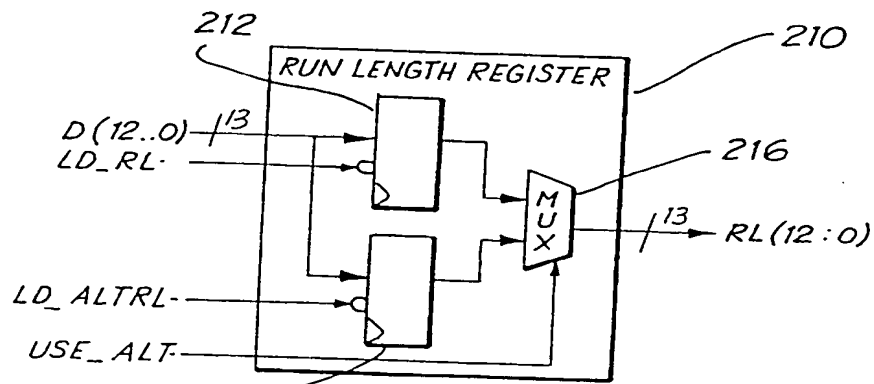 212
210
RUN LENGTH REGISTER
D(12..0)
13
LD_RL-
216
MUX
13
RL(12:0)
LD_ALTRL-
USE_ALT-